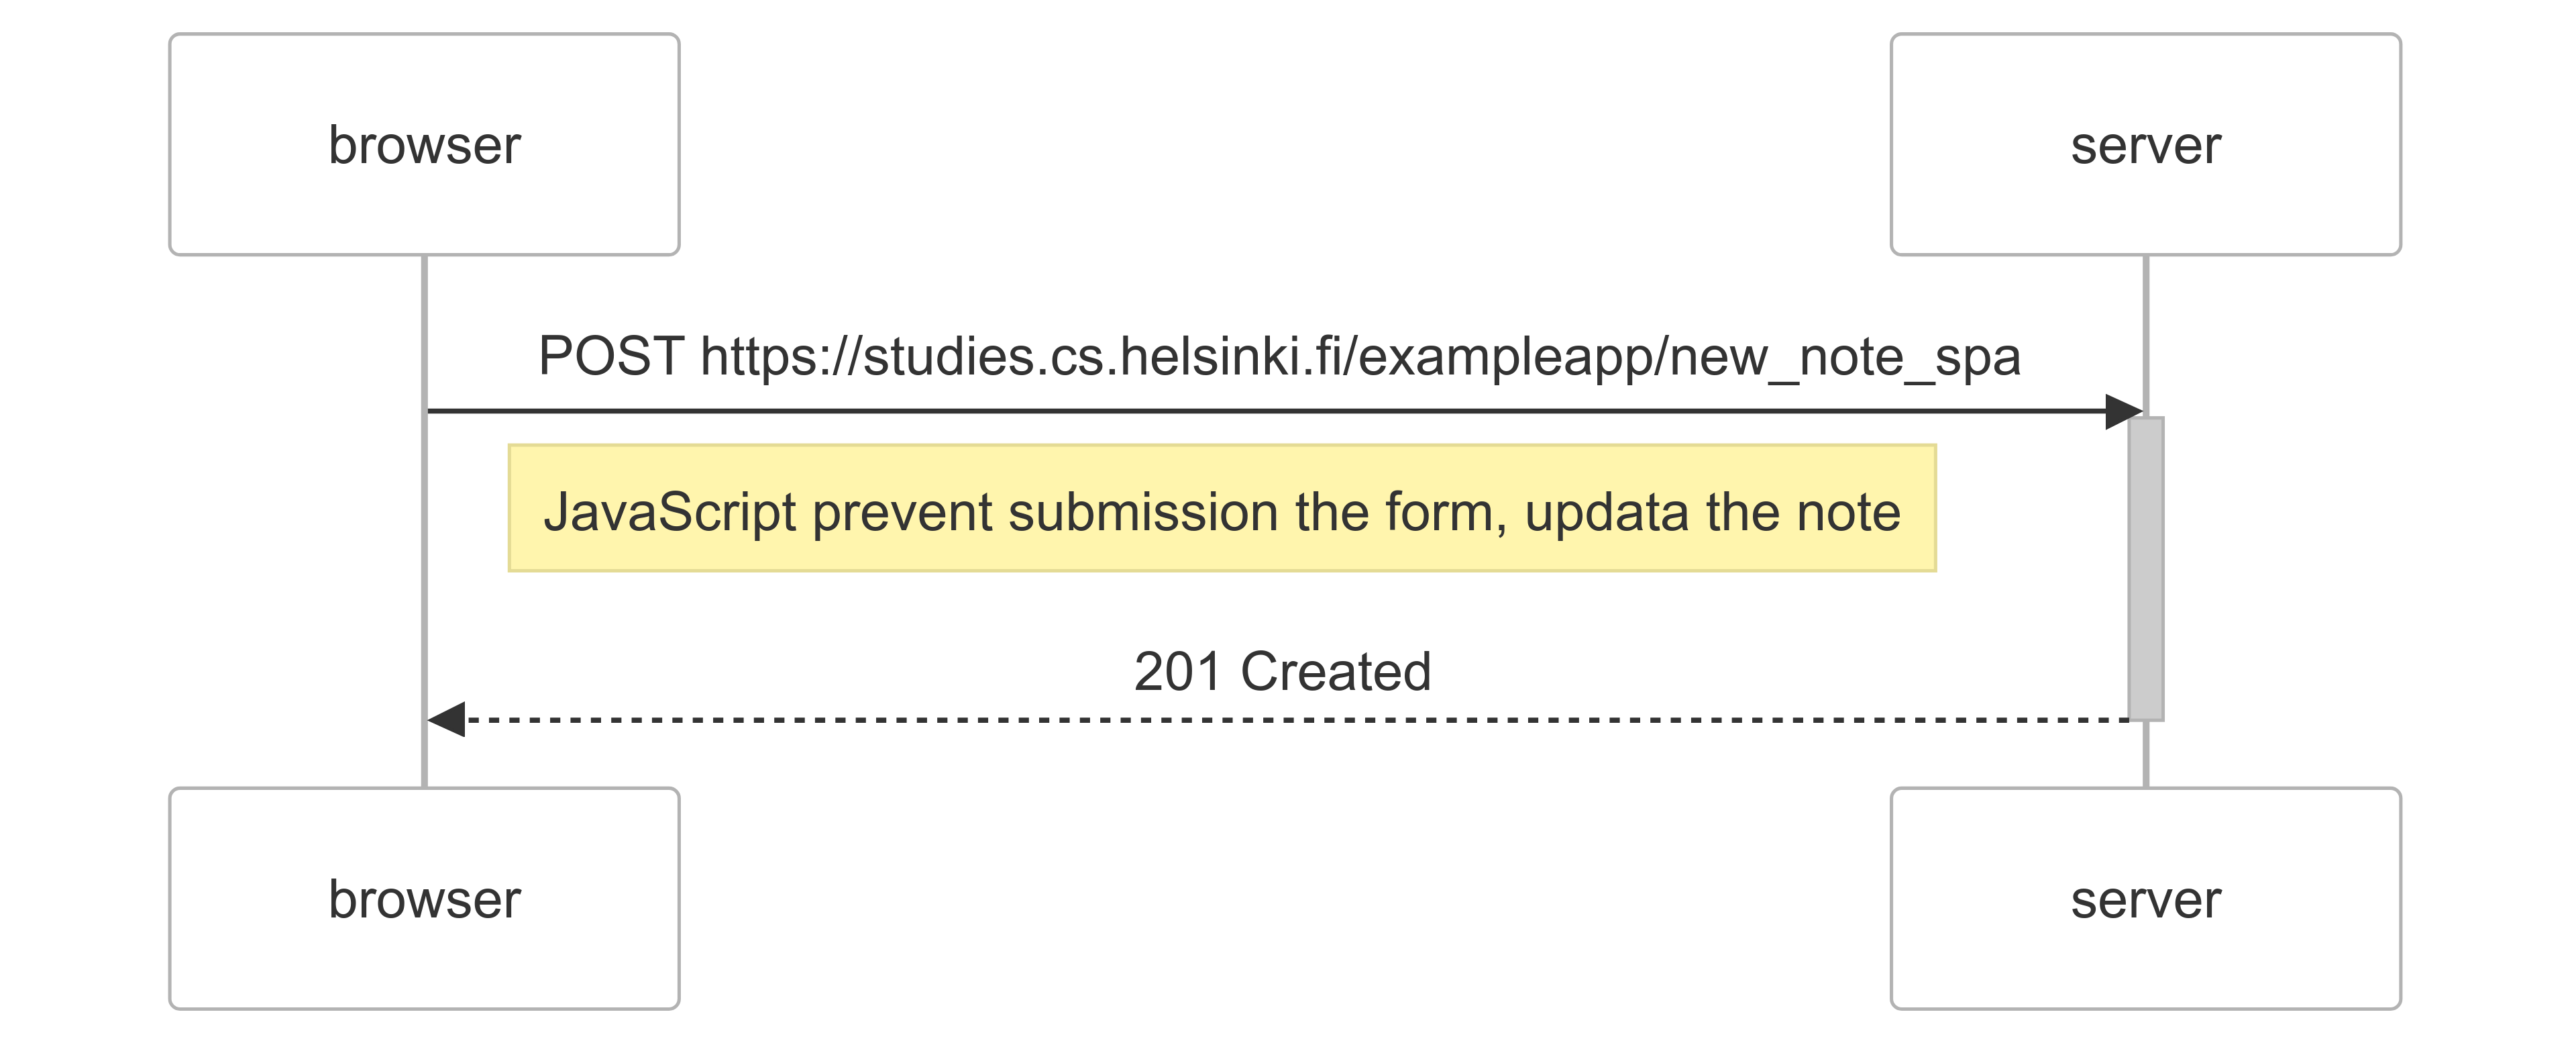 browser
server
POST https://studies.cs.helsinki.fi/exampleapp/new_note_spa
JavaScript prevent submission the form, updata the note
201 Created
browser
server